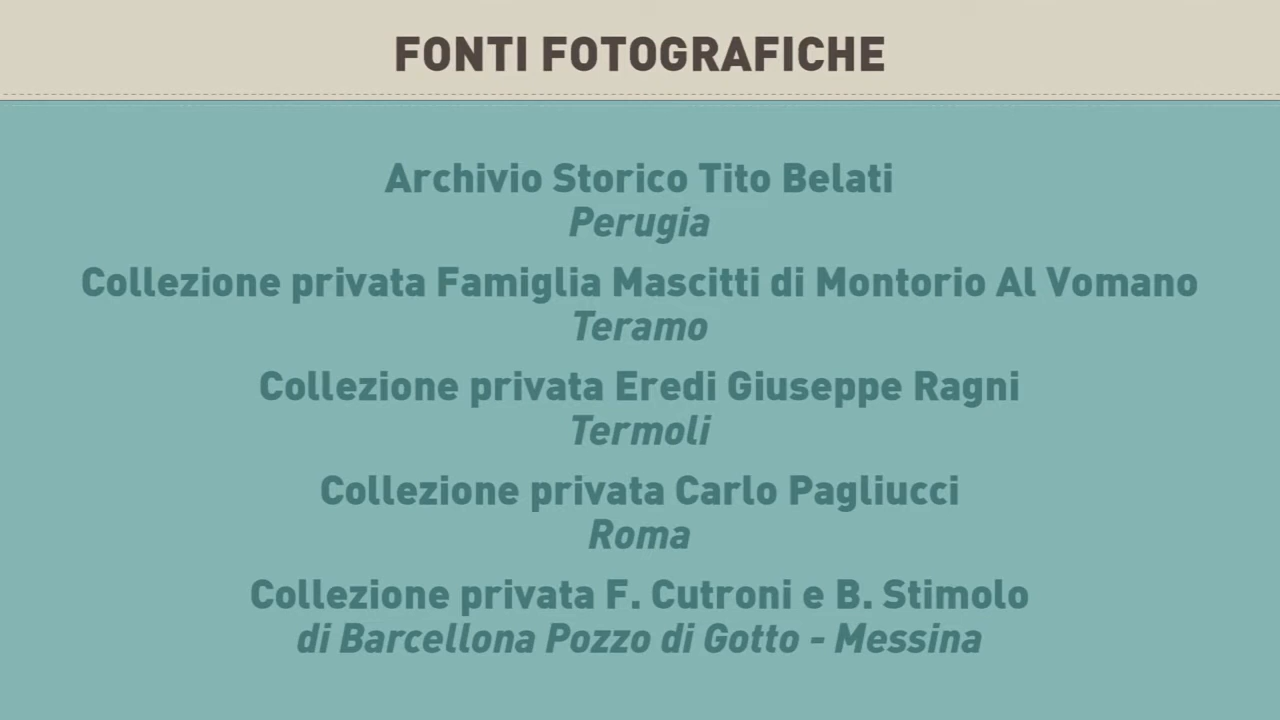 FONTI FOTOGRAFICHE
Archivio Storico Tito Belati
Perugia
Collezione privata Famiglia Mascitti di Montorio Al Vomano
Teramo
Collezione privata Eredi Giuseppe Ragni
Termoli
Collezione privata Carlo Pagliucci
Roma
Collezione privata F. Cutroni e B. Stimolo
di Barcellona Pozzo di Gotto - Messina